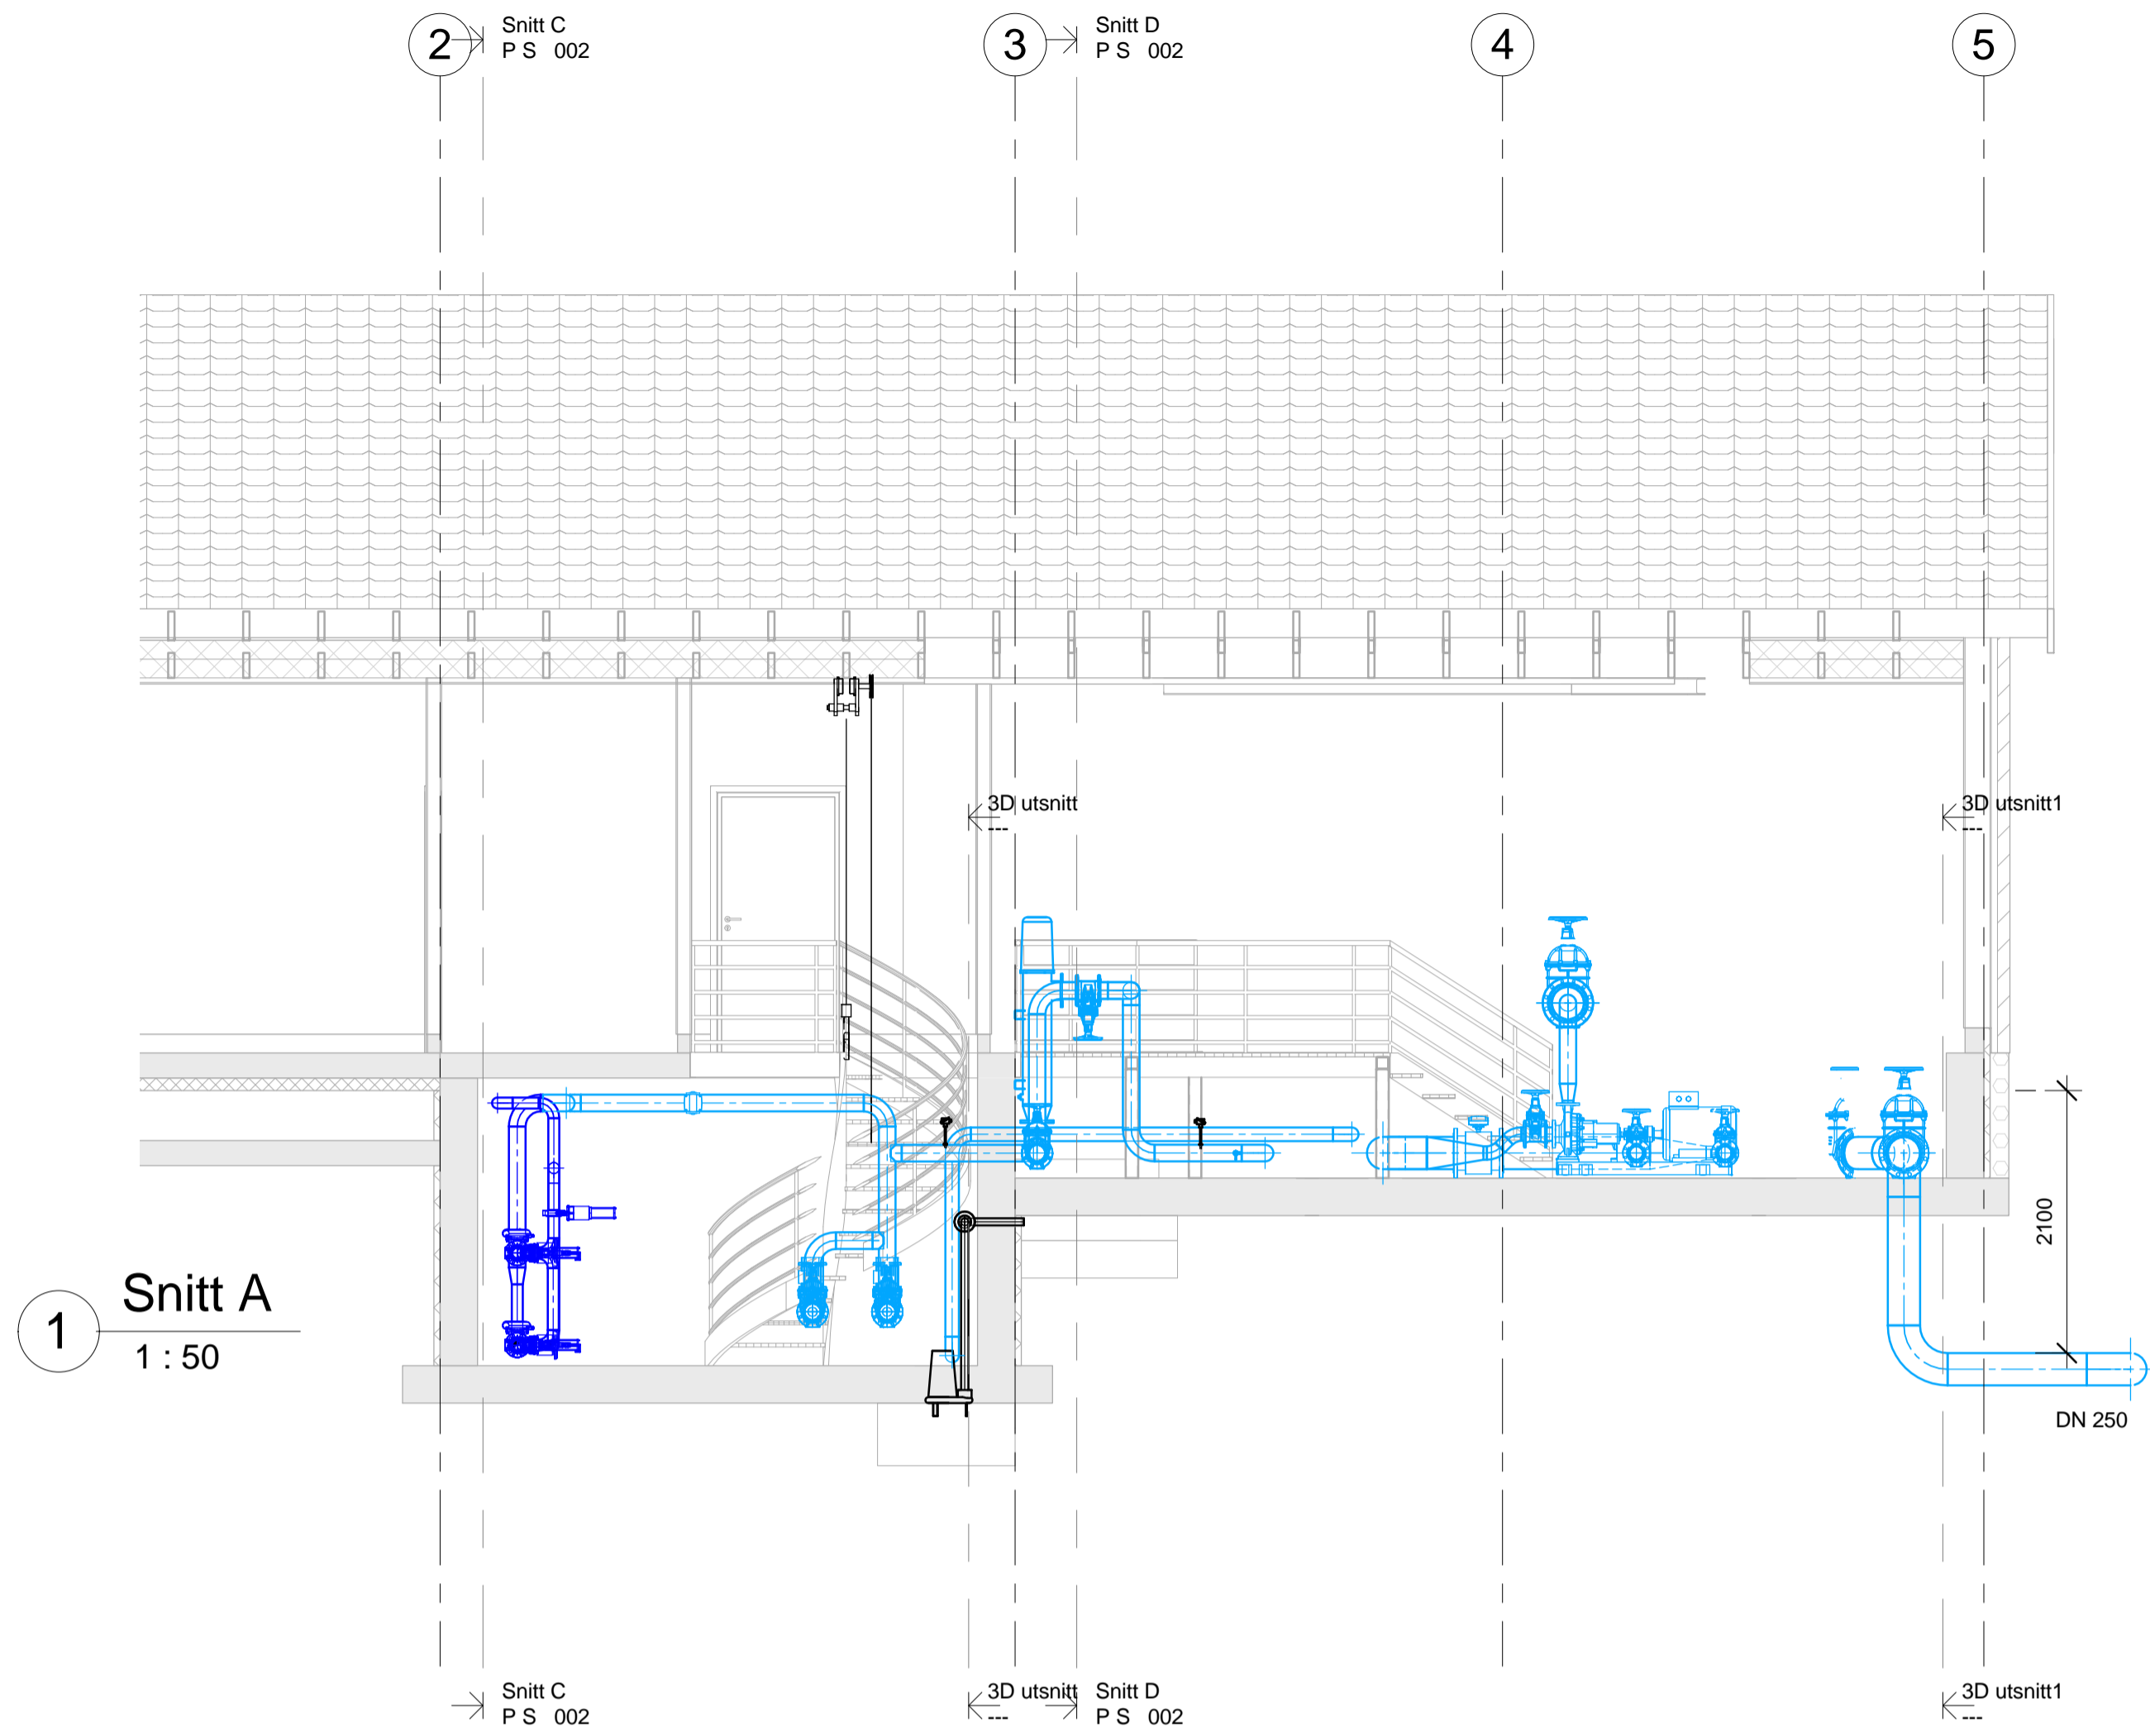 2
Snitt C
P S 002
3
Snitt D
P S 002
4
5
3D utsnitt
---
3D utsnitt1
---
2100
1
Snitt A
1 : 50
DN 250
Snitt C
P S 002
3D utsnitt
---
Snitt D
P S 002
3D utsnitt1
---